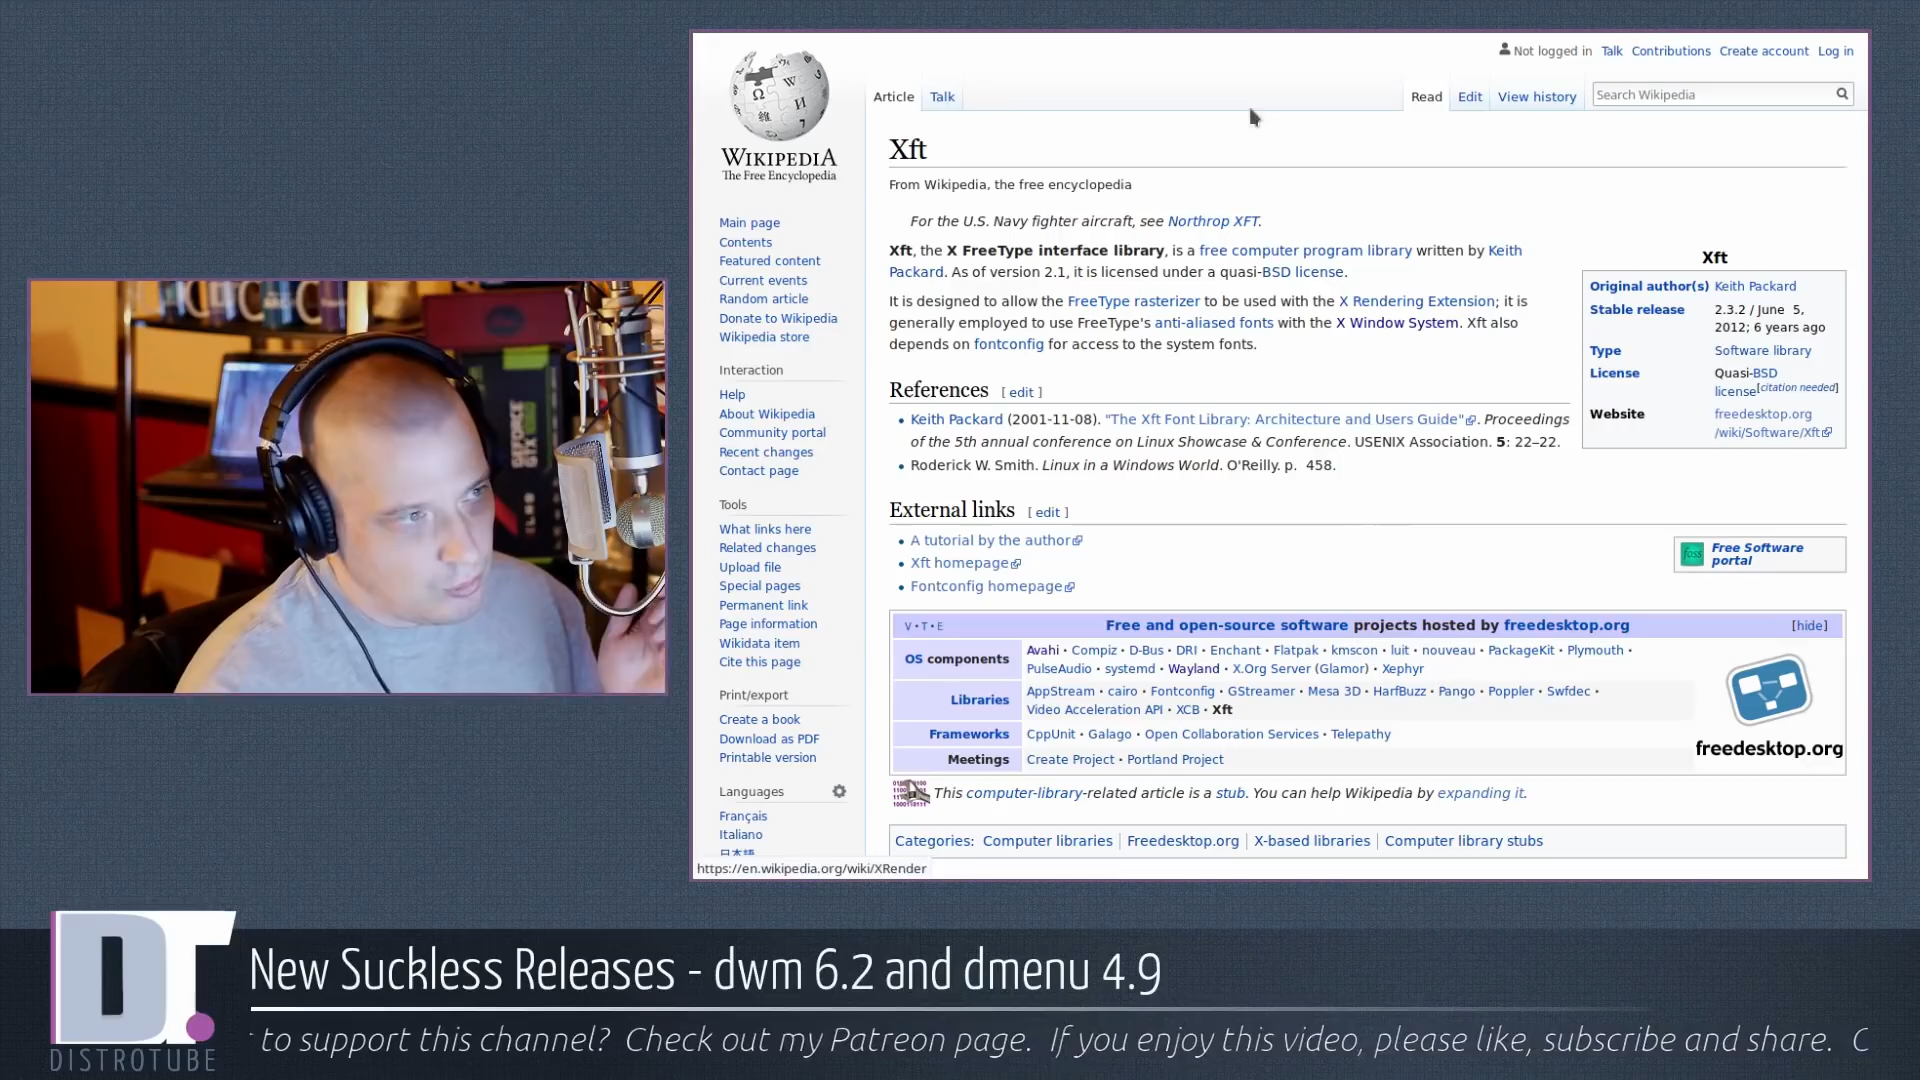 Not logged in Talk Contributions Create account Log in
Article Talk Read Edit View history Search Wikipedia
WIKIPEDIA
The Free Encyclopedia
Main page
Contents
Featured content
Current events
Random article
Donate to Wikipedia
Wikipedia store
Interaction
Help
About Wikipedia
Community portal
Recent changes
Contact page
Tools
What links here
Related changes
Upload file
Special pages
Permanent link
Page information
Wikidata item
Cite this page
Print/export
Create a book
Download as PDF
Printable version
Languages
Français
Italiano
日本語
https://en.wikipedia.org/wiki/XRender
Xft
From Wikipedia, the free encyclopedia
For the U.S. Navy fighter aircraft, see Northrop XFT.
Xft, the X FreeType interface library, is a free computer program library written by Keith
Packard. As of version 2.1, it is licensed under a quasi-BSD license.
It is designed to allow the FreeType rasterizer to be used with the X Rendering Extension; it is
generally employed to use FreeType's anti-aliased fonts with the X Window System. Xft also
depends on fontconfig for access to the system fonts.
Xft
Original author(s) Keith Packard
Stable release 2.3.2 / June 5,
2012; 6 years ago
Type Software library
License Quasi-BSD
license[citation needed]
Website freedesktop.org
/wiki/Software/Xft
References [ edit ]
• Keith Packard (2001-11-08). "The Xft Font Library: Architecture and Users Guide". Proceedings
of the 5th annual conference on Linux Showcase & Conference. USENIX Association. 5: 22–22.
• Roderick W. Smith. Linux in a Windows World. O'Reilly. p. 458.
External links [ edit ]
• A tutorial by the author
• Xft homepage
• Fontconfig homepage
foss Free Software
portal
V • T • E Free and open-source software projects hosted by freedesktop.org [hide]
OS components Avahi • Compiz • D-Bus • DRI • Enchant • Flatpak • kmscon • luit • nouveau • PackageKit • Plymouth •
PulseAudio • systemd • Wayland • X.Org Server (Glamor) • Xephyr
Libraries AppStream • cairo • Fontconfig • GStreamer • Mesa 3D • HarfBuzz • Pango • Poppler • Swfdec •
Video Acceleration API • XCB • Xft
Frameworks CppUnit • Galago • Open Collaboration Services • Telepathy
Meetings Create Project • Portland Project
freedesktop.org
This computer-library-related article is a stub. You can help Wikipedia by expanding it.
Categories: Computer libraries | Freedesktop.org | X-based libraries | Computer library stubs
DT
DISTROTUBE
New Suckless Releases - dwm 6.2 and dmenu 4.9
to support this channel? Check out my Patreon page. If you enjoy this video, please like, subscribe and share. C